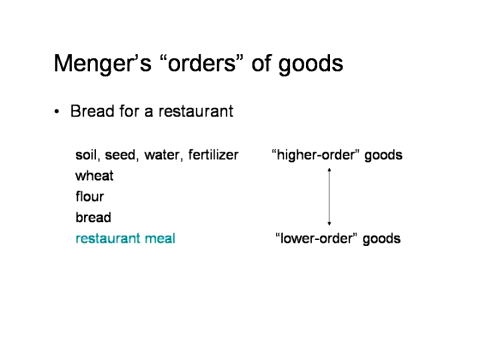 Menger's “orders” of goods
• Bread for a restaurant
soil, seed, water, fertilizer “higher-order” goods
wheat
flour
bread
restaurant meal “lower-order” goods